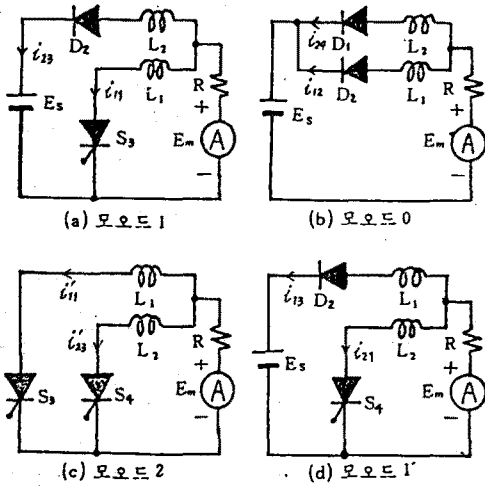 i23 D2 L2
i11 L1 R
Es S3 + Em A −
(a) 모오드 1
i24 D1 L2
i12 D2 L1 R
Es + Em A −
(b) 모오드 0
i''11 L1
i''23 L2 R
S3 S4 + Em A −
(c) 모오드 2
i13 D2 L1
i21 L2 R
Es S4 + Em A −
(d) 모오드 1'